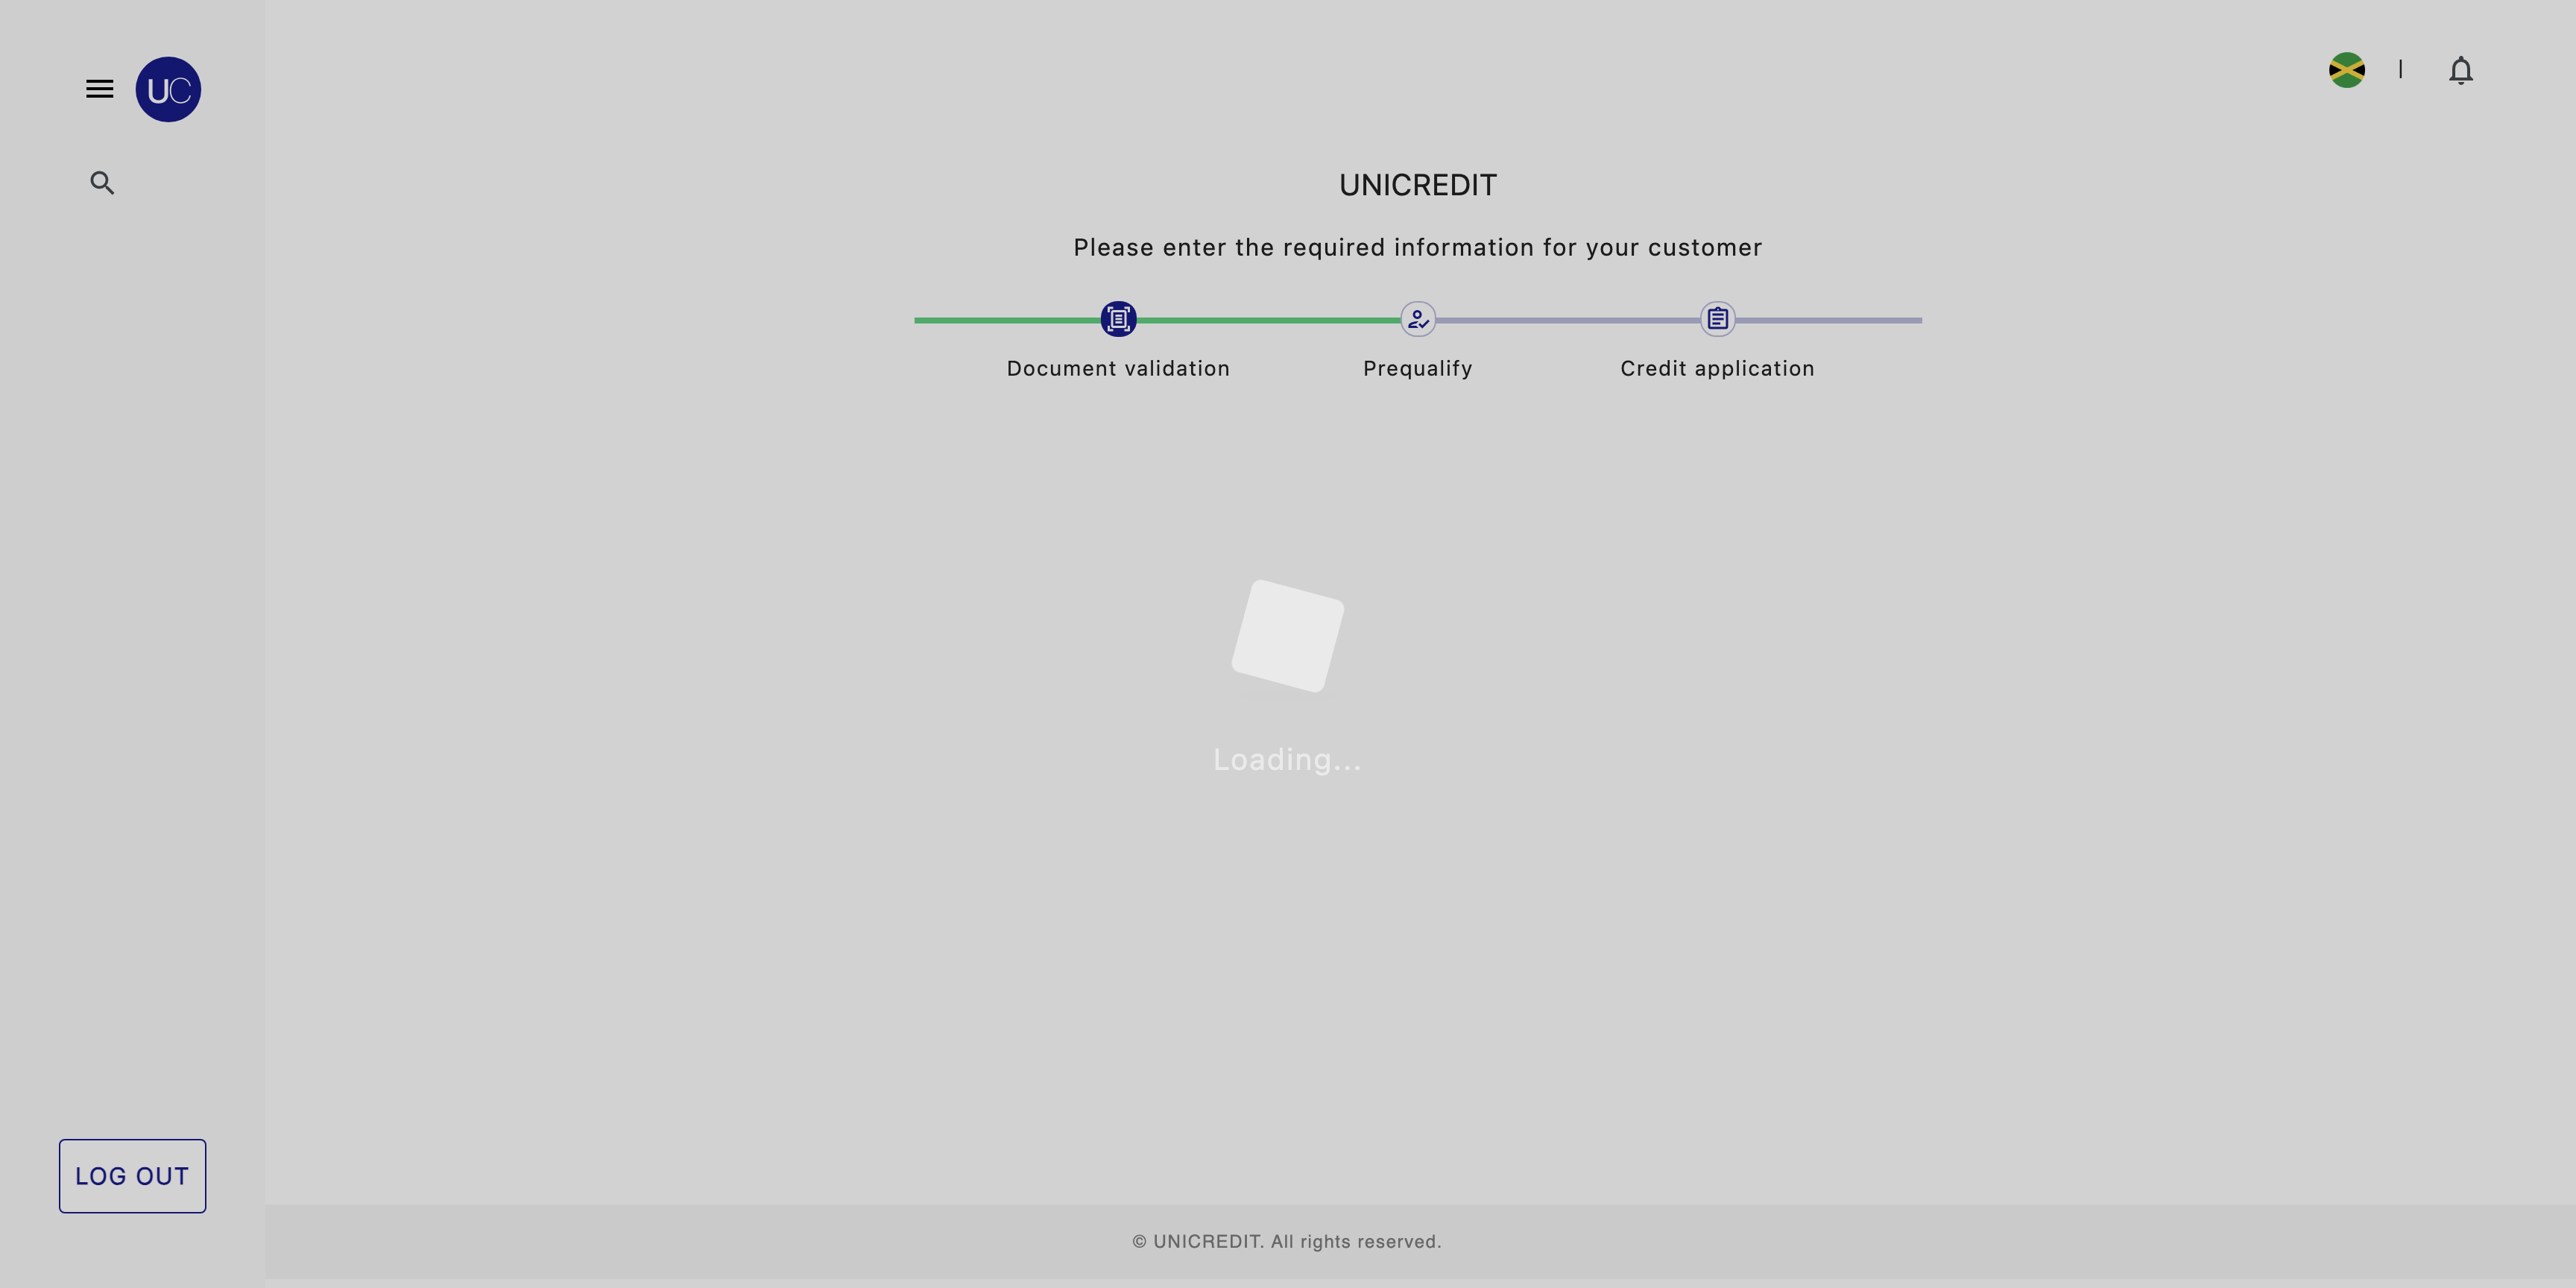 UC
UNICREDIT
Please enter the required information for your customer
Document validation
Prequalify
Credit application
Loading...
LOG OUT
© UNICREDIT. All rights reserved.